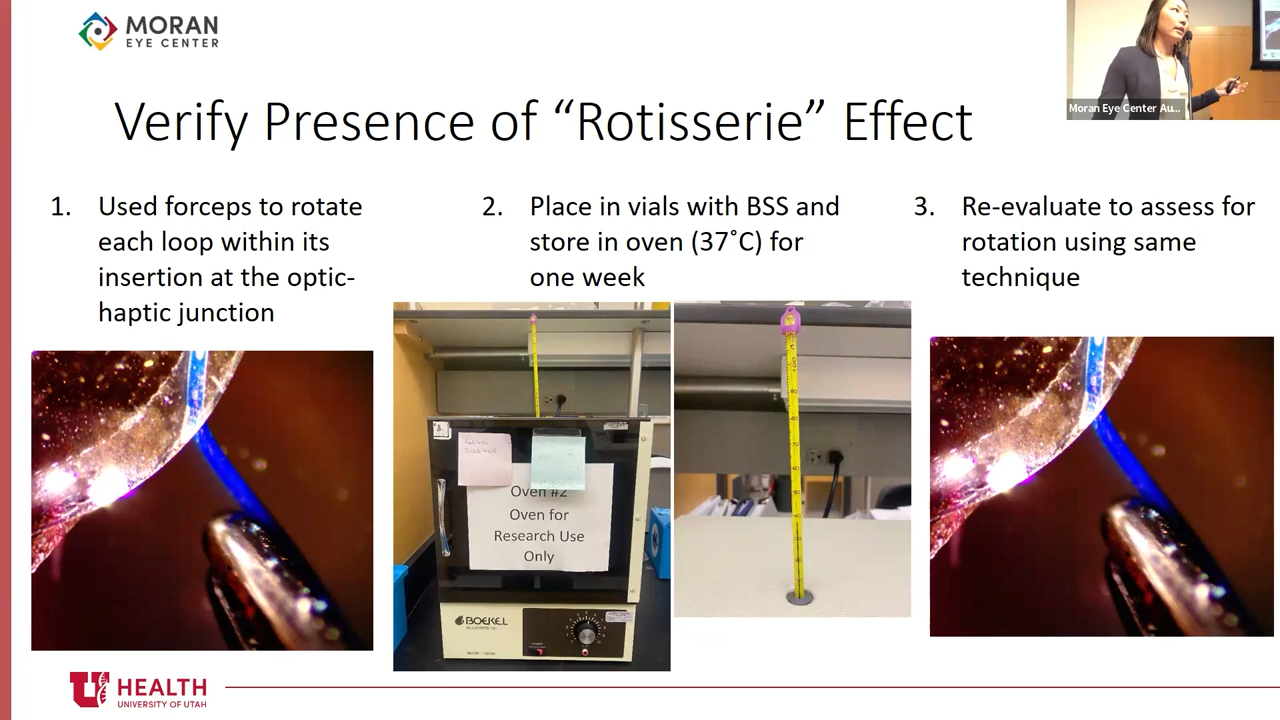 MORAN
EYE CENTER
Moran Eye Center Au...
Verify Presence of “Rotisserie” Effect
1. Used forceps to rotate
each loop within its
insertion at the optic-
haptic junction
2. Place in vials with BSS and
store in oven (37˚C) for
one week
3. Re-evaluate to assess for
rotation using same
technique
Oven #2
Oven for
Research Use
Only
BOEKEL
U HEALTH
UNIVERSITY OF UTAH